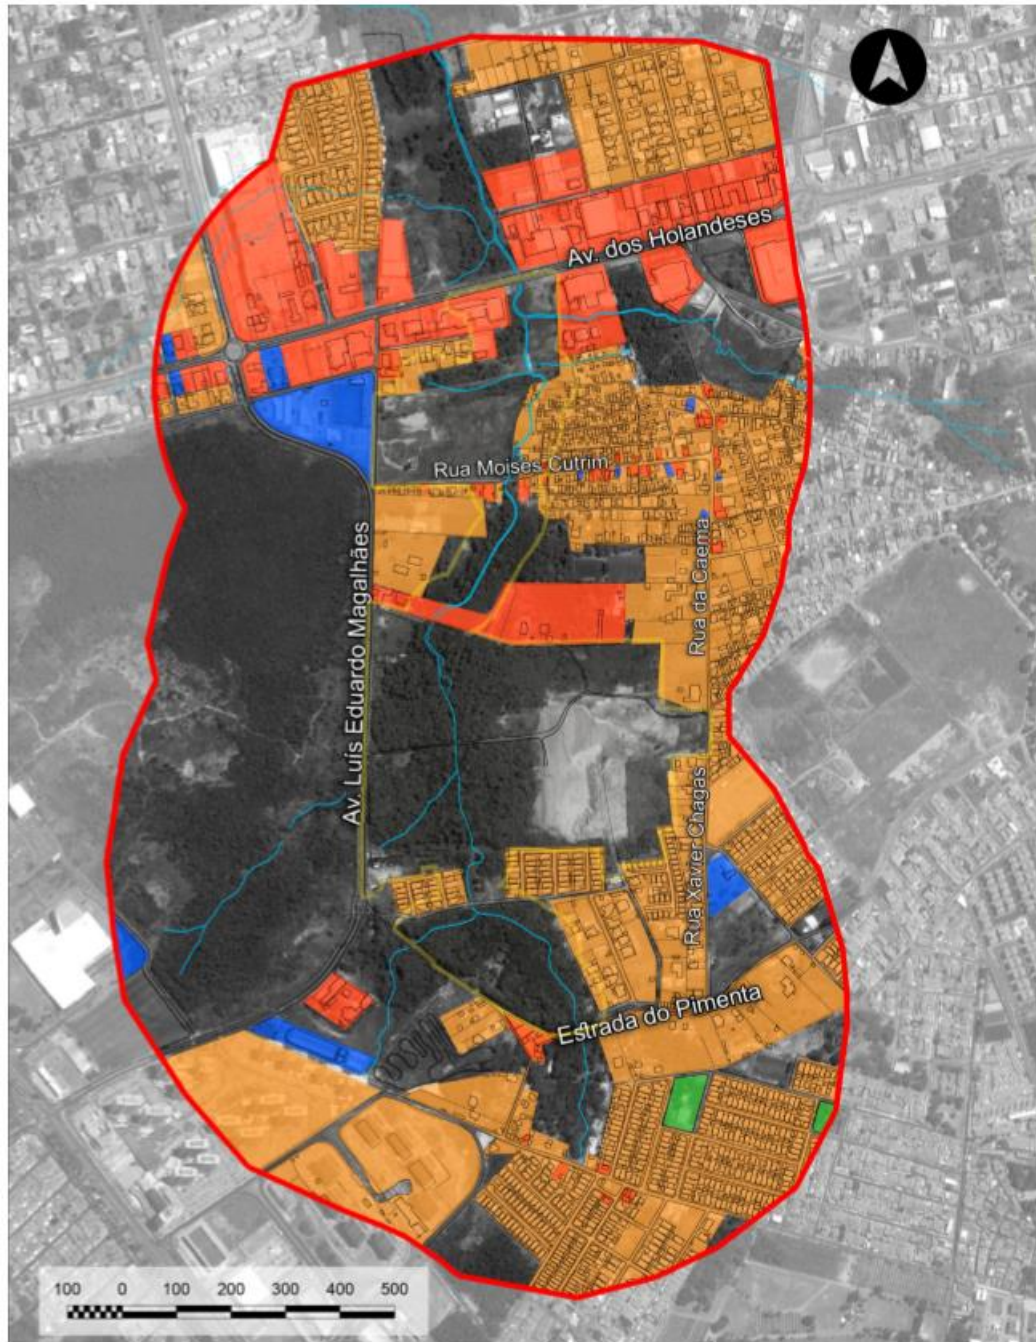 Av. dos Holandeses
Rua Moises Cutrim
Av. Luís Eduardo Magalhães
Rua da Caema
Rua Xavier Chagas
Estrada do Pimenta
100 0 100 200 300 400 500